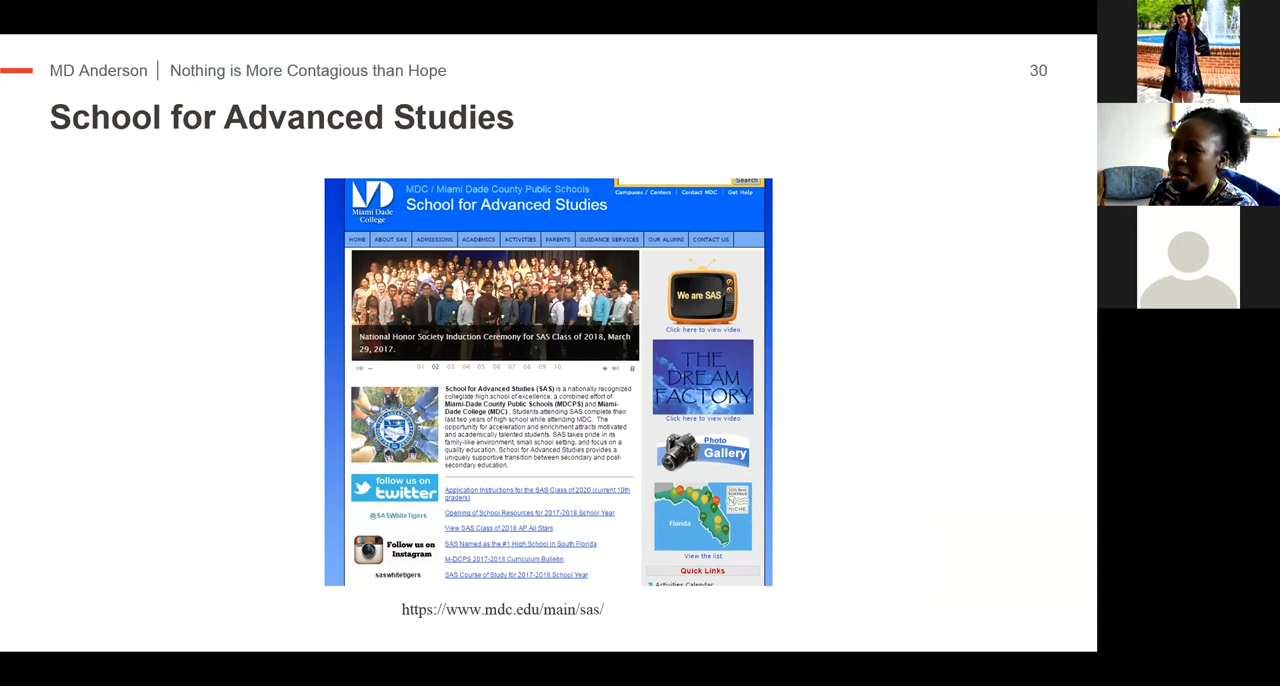 MD Anderson | Nothing is More Contagious than Hope
30
School for Advanced Studies
Search
MDC / Miami Dade County Public Schools
School for Advanced Studies
Miami Dade
College
Campuses / Centers
Contact MDC
Get Help
HOME
ABOUT SAS
ADMISSIONS
ACADEMICS
ACTIVITIES
PARENTS
GUIDANCE SERVICES
OUR ALUMNI
CONTACT US
National Honor Society Induction Ceremony for SAS Class of 2018, March
29, 2017.
01 02 03 04 05 06 07 08 09 10
School for Advanced Studies (SAS) is a nationally recognized
collegiate high school of excellence, a combined effort of
Miami-Dade County Public Schools (MDCPS) and Miami-
Dade College (MDC) . Students attending SAS complete their
last two years of high school while attending MDC. The
opportunity for acceleration and enrichment attracts motivated
and academically talented students. SAS takes pride in its
family-like environment, small school setting, and focus on a
quality education. School for Advanced Studies provides a
uniquely supportive transition between secondary and post-
secondary education.
follow us on
twitter
@SASWhiteTigers
Follow us on
Instagram
saswhitetigers
Application Instructions for the SAS Class of 2020 (current 10th
graders)
Opening of School Resources for 2017-2018 School Year
View SAS Class of 2018 AP All Stars
SAS Named as the #1 High School in South Florida
M-DCPS 2017-2018 Curriculum Bulletin
SAS Course of Study for 2017-2018 School Year
We are SAS
Click here to view video
THE
DREAM
FACTORY
Click here to view video
Photo
Gallery
Florida
NICHE
View the list
Quick Links
Activities Calendar
https://www.mdc.edu/main/sas/